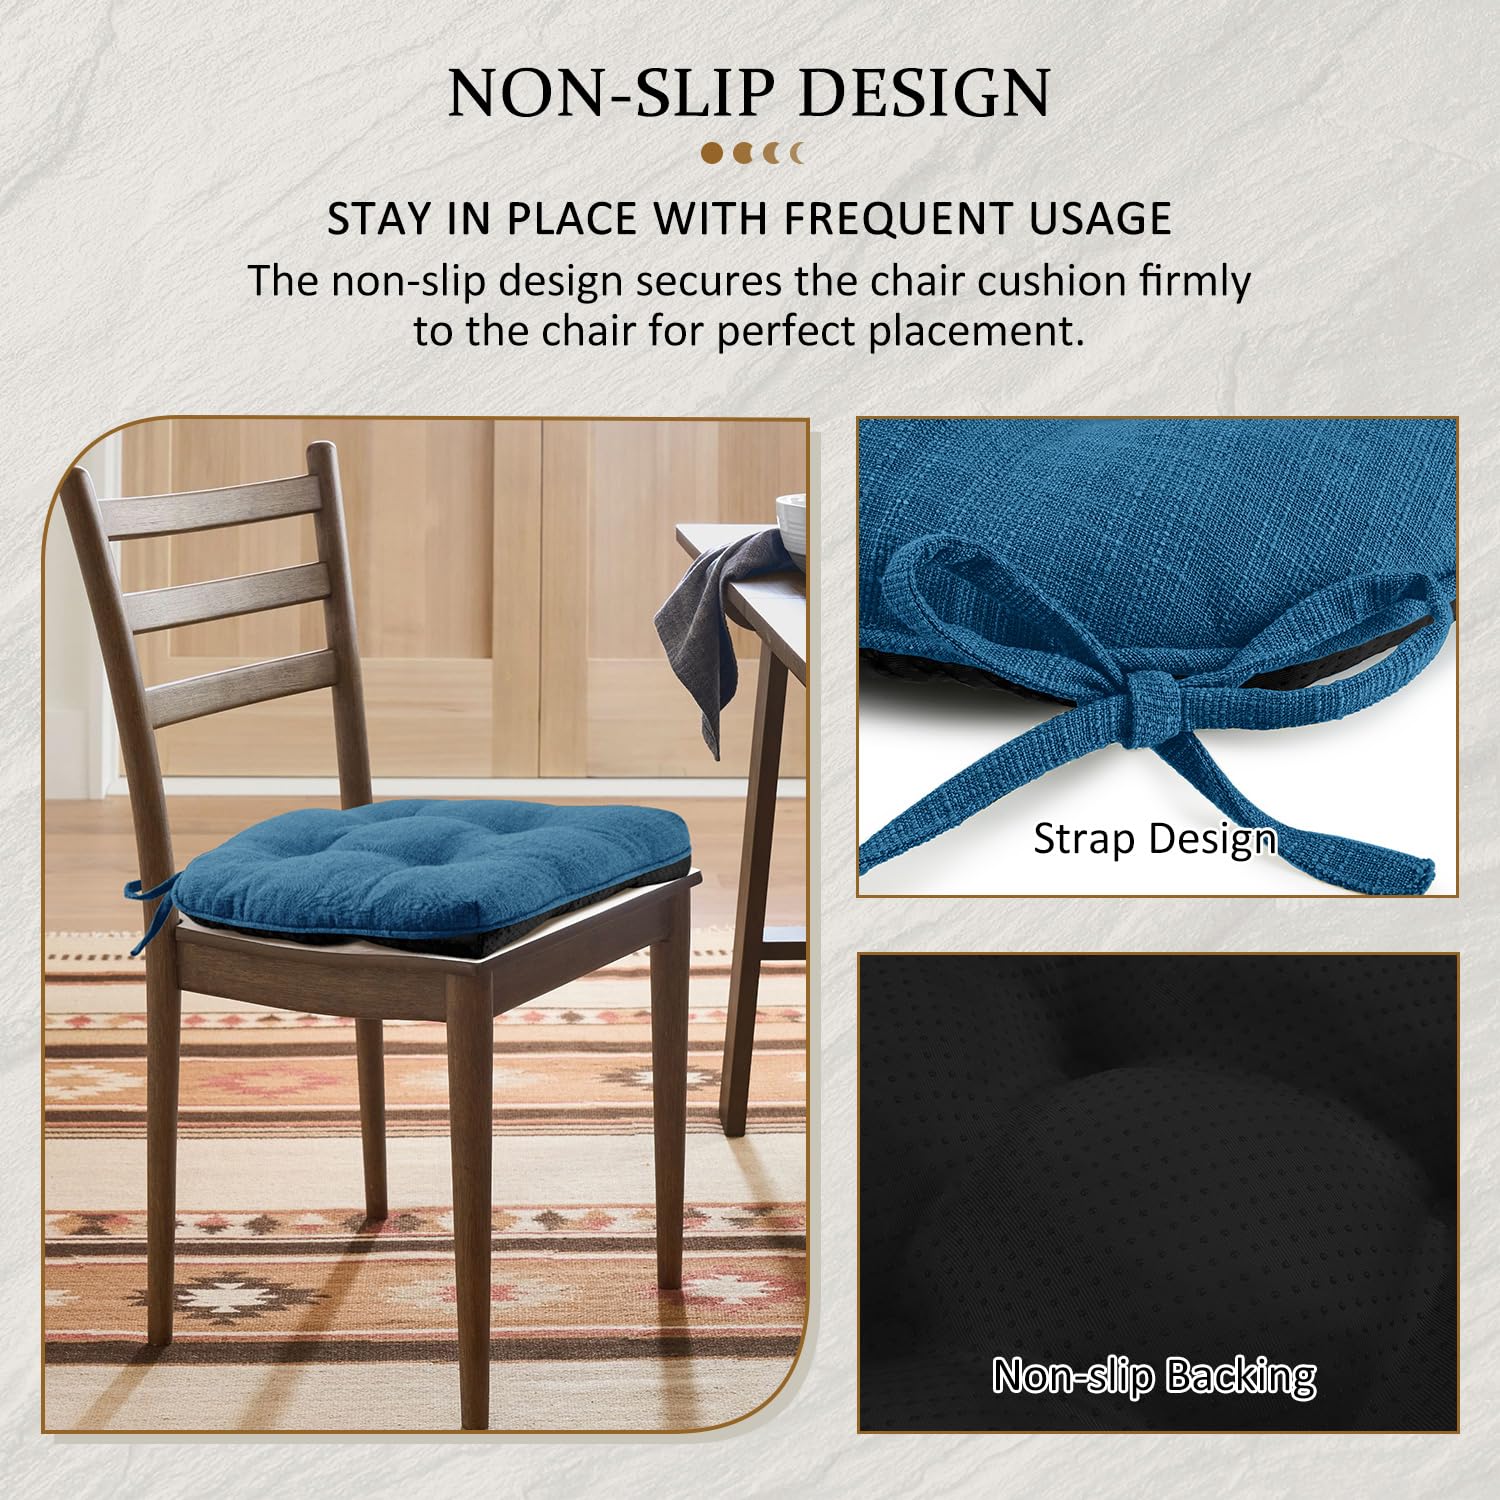 NON-SLIP DESIGN
STAY IN PLACE WITH FREQUENT USAGE
The non-slip design secures the chair cushion firmly
to the chair for perfect placement.
Strap Design
Non-slip Backing